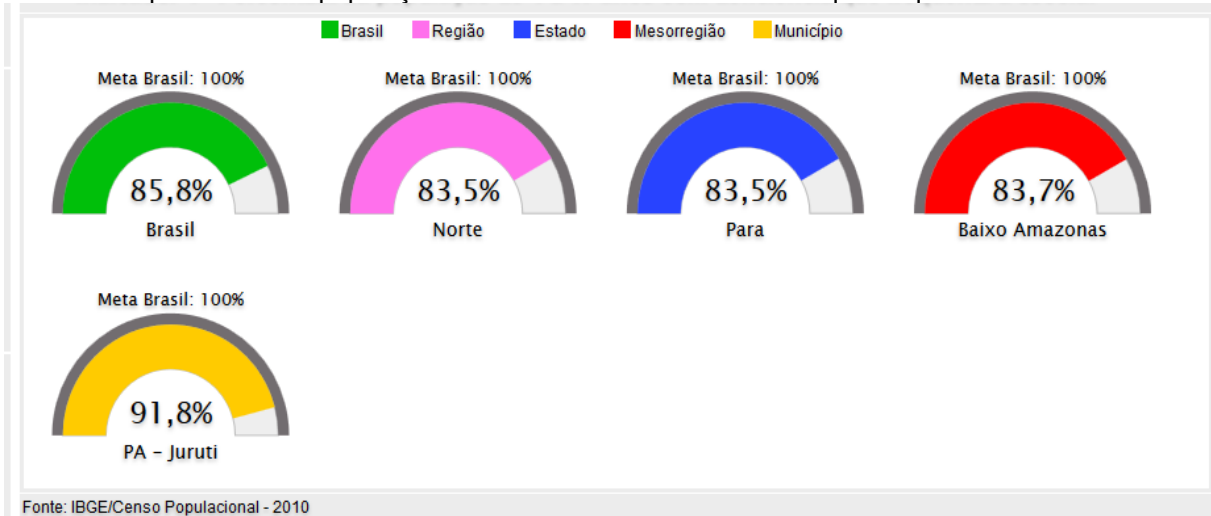 Brasil Região Estado Mesorregião Município
Meta Brasil: 100% Meta Brasil: 100% Meta Brasil: 100% Meta Brasil: 100%
85,8% 83,5% 83,5% 83,7%
Brasil Norte Para Baixo Amazonas
Meta Brasil: 100%
91,8%
PA - Juruti
Fonte: IBGE/Censo Populacional - 2010